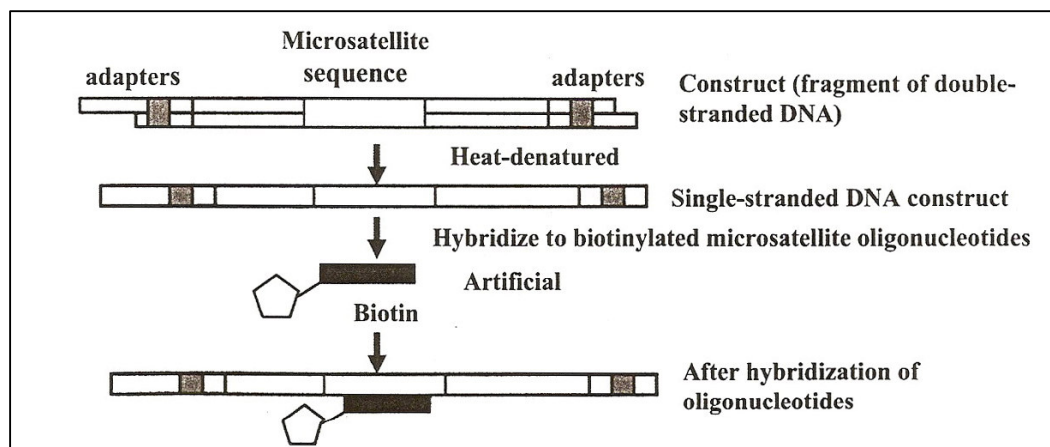 Microsatellite
sequence
adapters
adapters
Construct (fragment of double-
stranded DNA)
Heat-denatured
Single-stranded DNA construct
Hybridize to biotinylated microsatellite oligonucleotides
Artificial
Biotin
After hybridization of
oligonucleotides